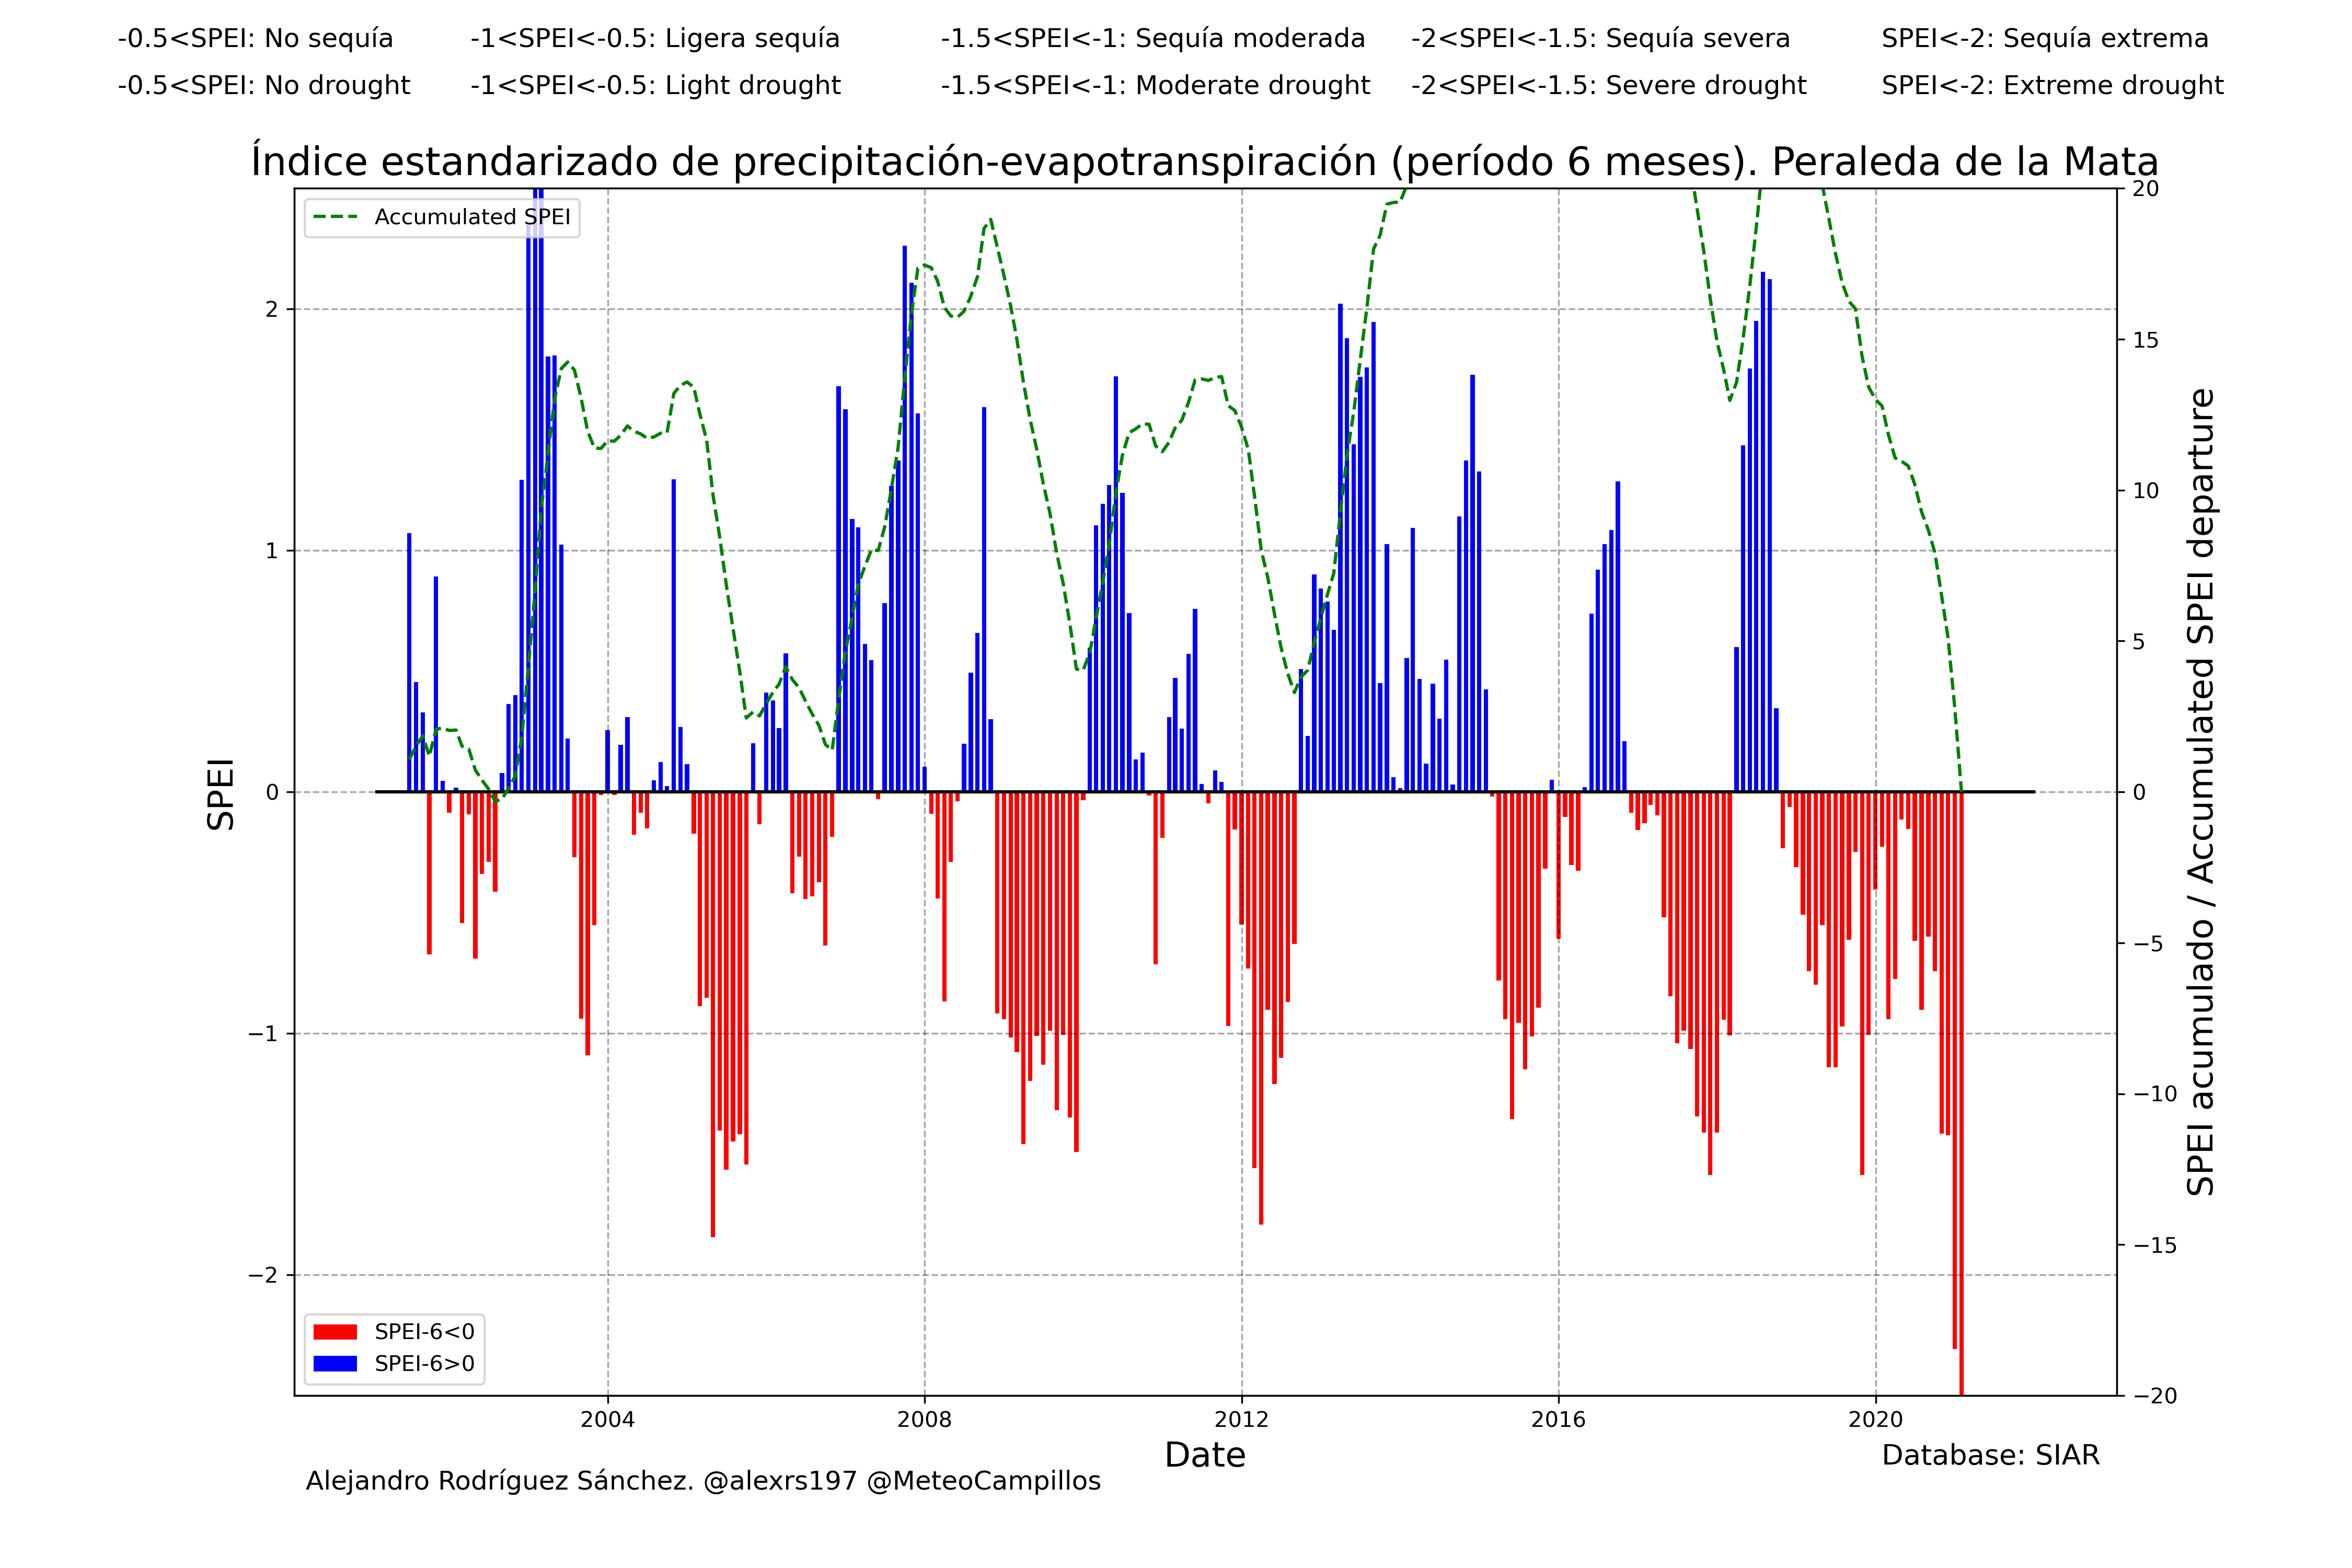 -0.5<SPEI: No sequía -1<SPEI<-0.5: Ligera sequía -1.5<SPEI<-1: Sequía moderada -2<SPEI<-1.5: Sequía severa SPEI<-2: Sequía extrema
-0.5<SPEI: No drought -1<SPEI<-0.5: Light drought -1.5<SPEI<-1: Moderate drought -2<SPEI<-1.5: Severe drought SPEI<-2: Extreme drought
Índice estandarizado de precipitación-evapotranspiración (período 6 meses). Peraleda de la Mata
Accumulated SPEI
2
1
0
−1
−2
SPEI
20
15
10
5
0
−5
−10
−15
−20
SPEI acumulado / Accumulated SPEI departure
SPEI-6<0
SPEI-6>0
2004 2008 2012 2016 2020
Date
Database: SIAR
Alejandro Rodríguez Sánchez. @alexrs197 @MeteoCampillos